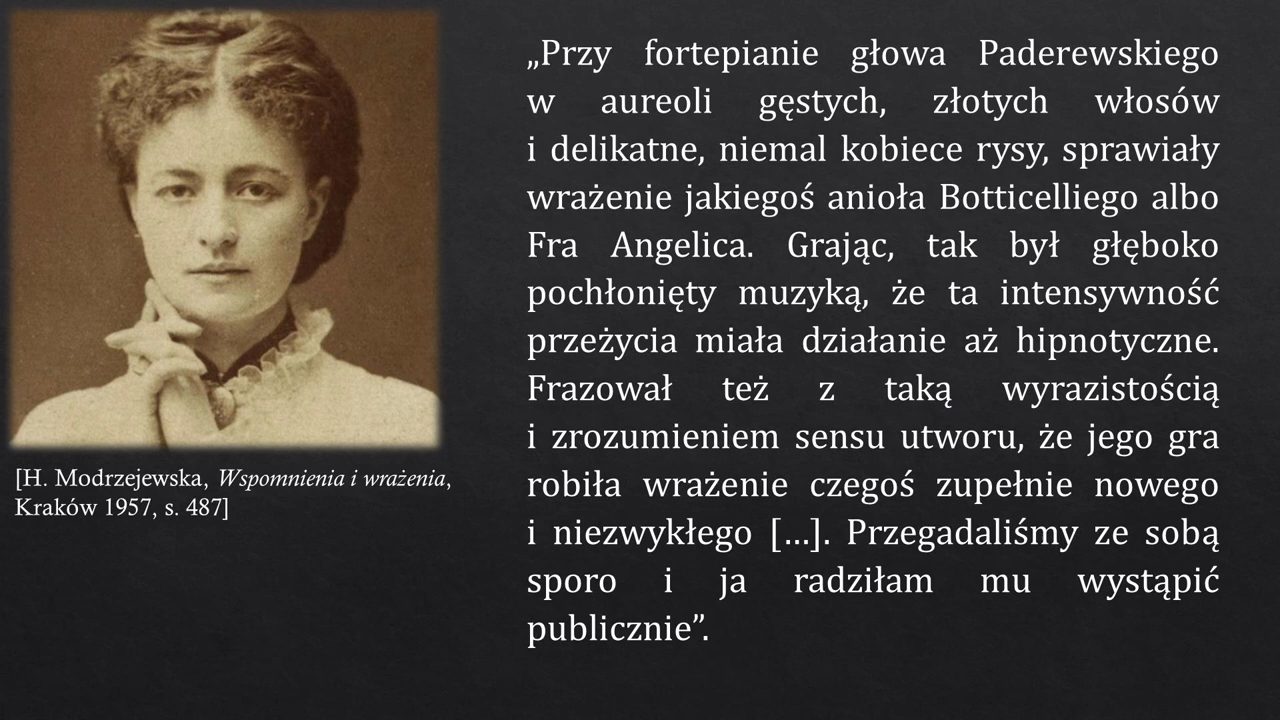 [H. Modrzejewska, Wspomnienia i wrażenia,
Kraków 1957, s. 487]
„Przy fortepianie głowa Paderewskiego
w aureoli gęstych, złotych włosów
i delikatne, niemal kobiece rysy, sprawiały
wrażenie jakiegoś anioła Botticelliego albo
Fra Angelica. Grając, tak był głęboko
pochłonięty muzyką, że ta intensywność
przeżycia miała działanie aż hipnotyczne.
Frazował też z taką wyrazistością
i zrozumieniem sensu utworu, że jego gra
robiła wrażenie czegoś zupełnie nowego
i niezwykłego [...]. Przegadaliśmy ze sobą
sporo i ja radziłam mu wystąpić
publicznie”.